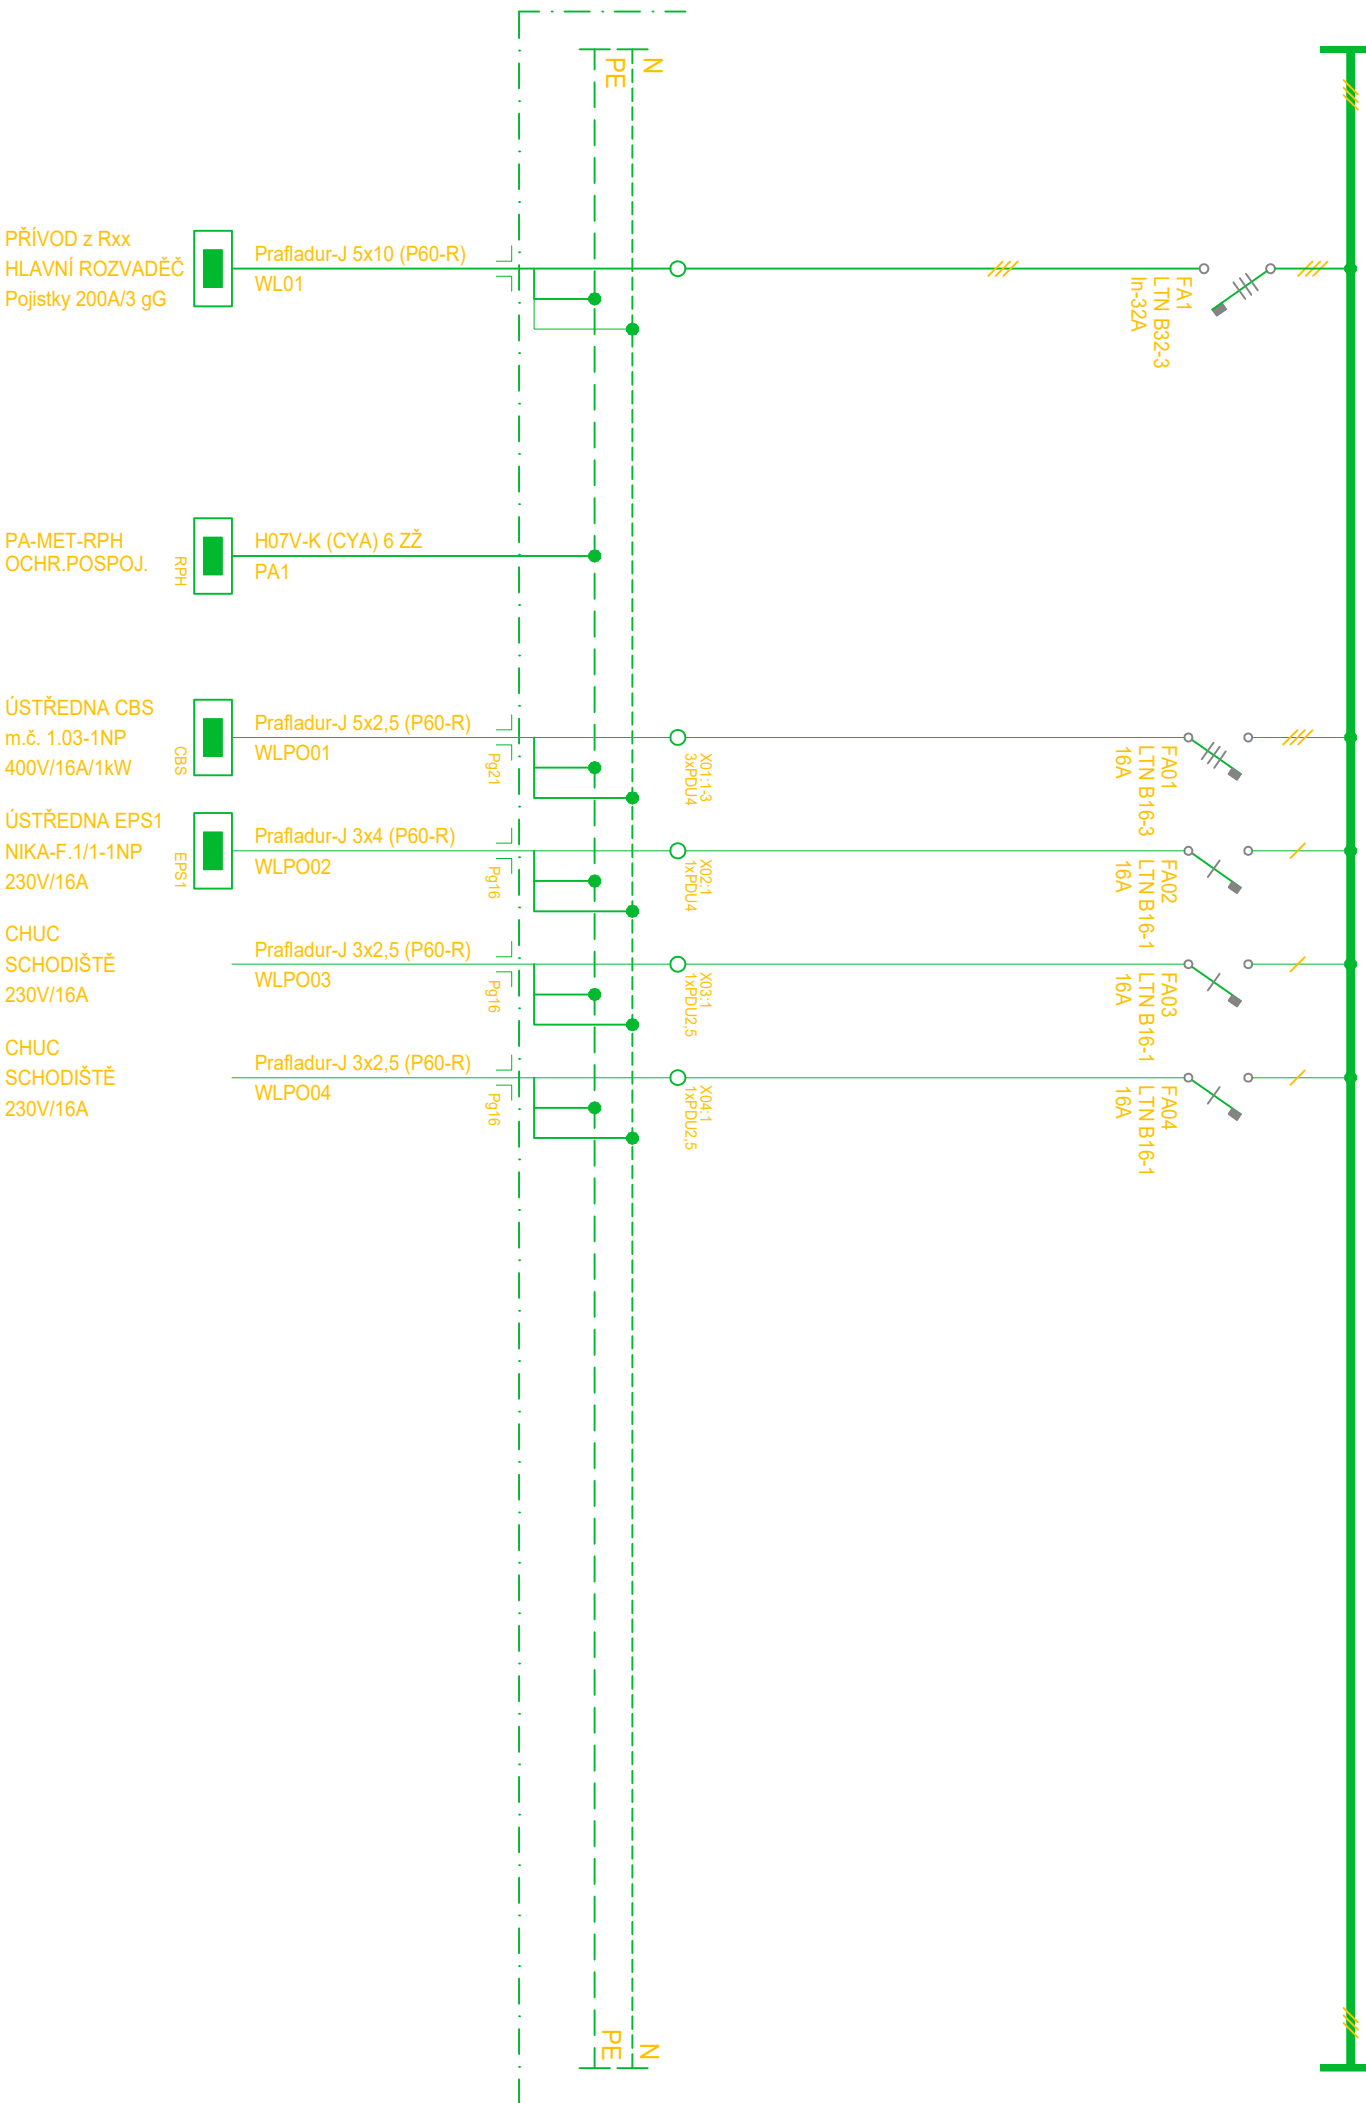 N
PE
PŘÍVOD z Rxx
HLAVNÍ ROZVADĚČ
Pojistky 200A/3 gG
Prafladur-J 5x10 (P60-R)
WL01
FA1
LTN B32-3
In-32A
PA-MET-RPH
OCHR.POSPOJ.
RPH
H07V-K (CYA) 6 ZŽ
PA1
ÚSTŘEDNA CBS
m.č. 1.03-1NP
400V/16A/1kW
CBS
Prafladur-J 5x2,5 (P60-R)
WLPO01
Pg21
X01:1-3
3xPDU4
FA01
LTN B16-3
16A
ÚSTŘEDNA EPS1
NIKA-F.1/1-1NP
230V/16A
EPS1
Prafladur-J 3x4 (P60-R)
WLPO02
Pg16
X02:1
1xPDU4
FA02
LTN B16-1
16A
CHUC
SCHODIŠTĚ
230V/16A
Prafladur-J 3x2,5 (P60-R)
WLPO03
Pg16
X03:1
1xPDU2,5
FA03
LTN B16-1
16A
CHUC
SCHODIŠTĚ
230V/16A
Prafladur-J 3x2,5 (P60-R)
WLPO04
Pg16
X04:1
1xPDU2,5
FA04
LTN B16-1
16A
PE
N